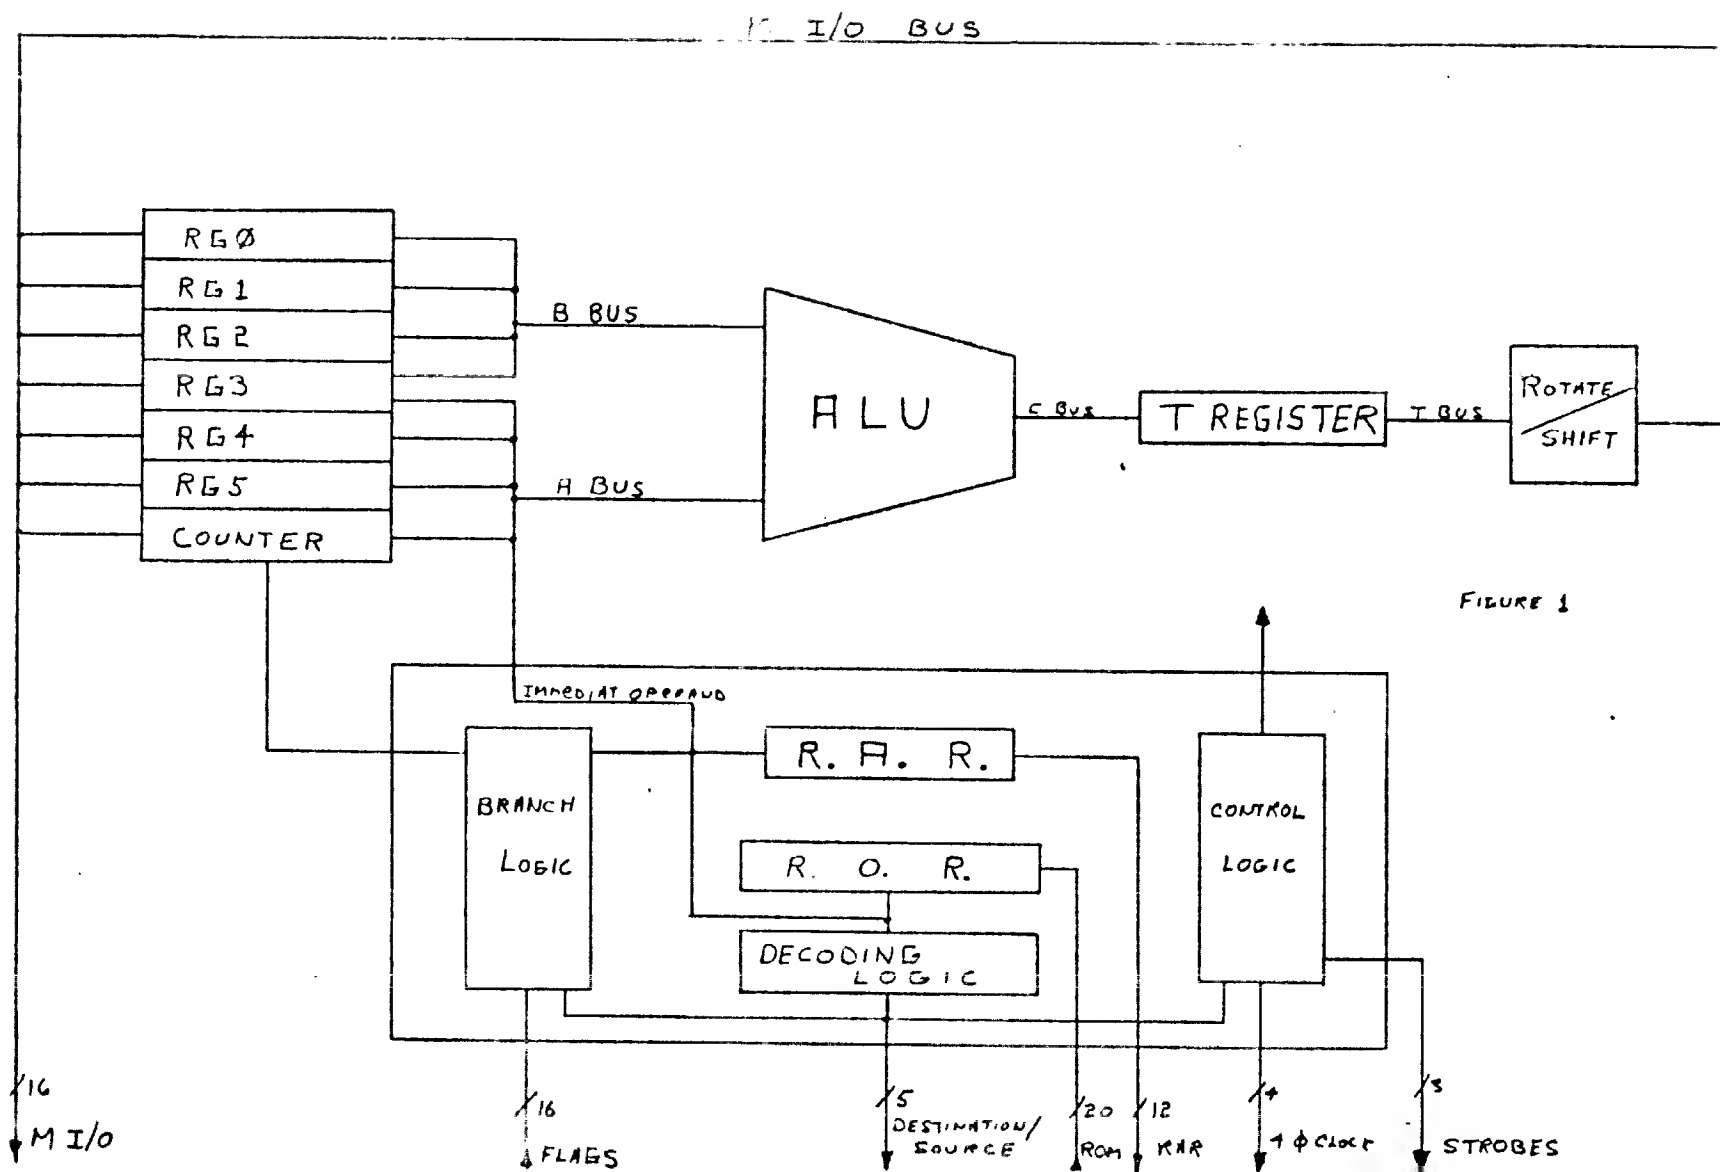 I/O BUS
RGØ
RG1
RG2
RG3
RG4
RG5
COUNTER
B BUS
A BUS
ALU
C BUS
T REGISTER
T BUS
ROTATE/
SHIFT
FIGURE 1
IMMEDIAT OPERAND
BRANCH
LOGIC
R. A. R.
R. O. R.
DECODING
LOGIC
CONTROL
LOGIC
16
M I/O
16
FLAGS
5
DESTINATION/
SOURCE
20
ROM
12
RAR
4
4 Φ CLOCK
STROBES